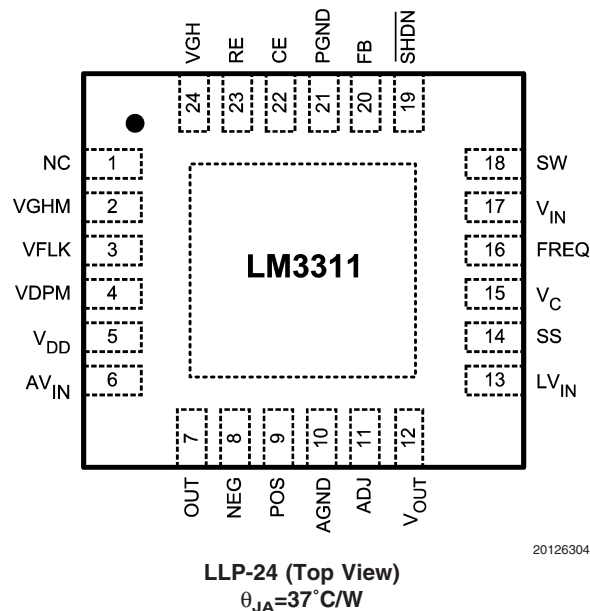 VGH RE CE PGND FB SHDN
24 23 22 21 20 19
NC 1 18 SW
VGHM 2 17 VIN
VFLK 3 16 FREQ
LM3311
VDPM 4 15 VC
VDD 5 14 SS
AVIN 6 13 LVIN
7 8 9 10 11 12
OUT NEG POS AGND ADJ VOUT
20126304
LLP-24 (Top View)
θJA=37˚C/W